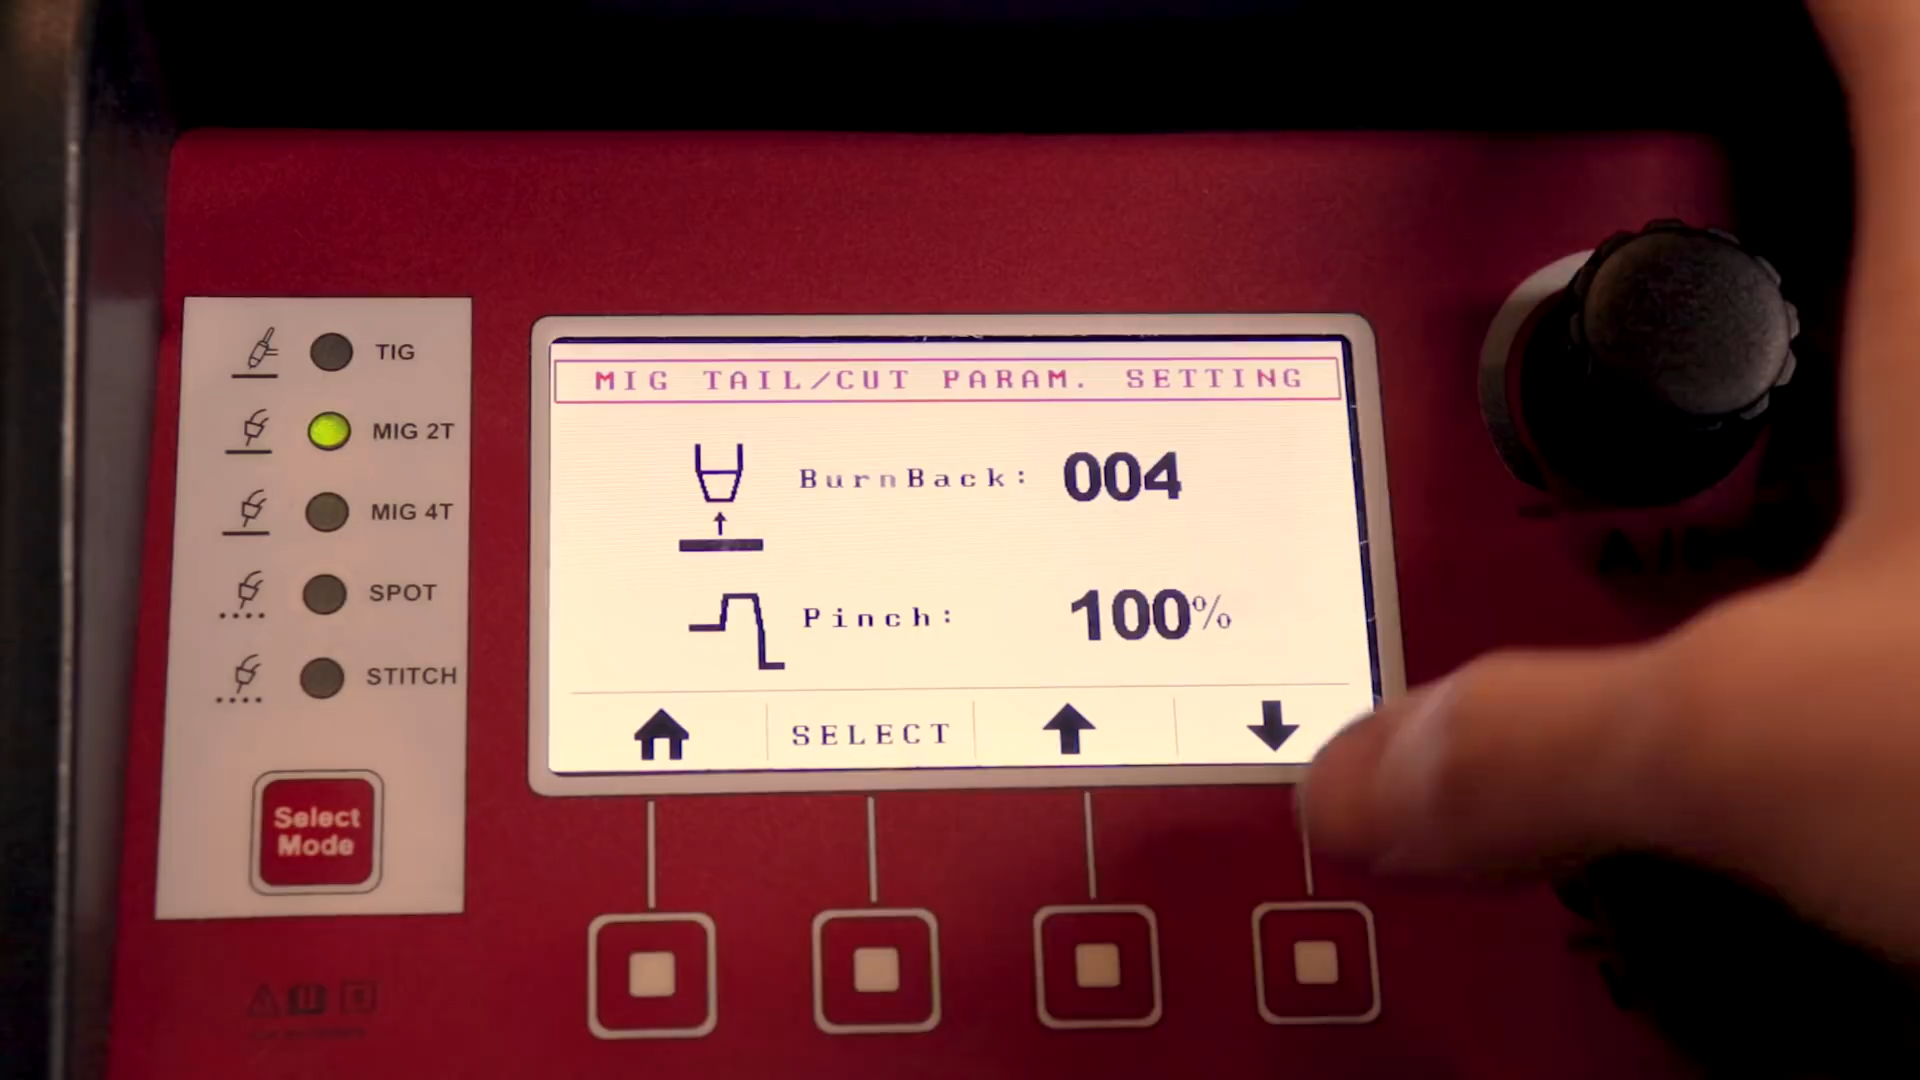 TIG
MIG 2T
MIG 4T
SPOT
STITCH
Select
Mode
MIG TAIL/CUT PARAM. SETTING
BurnBack: 004
Pinch: 100%
SELECT